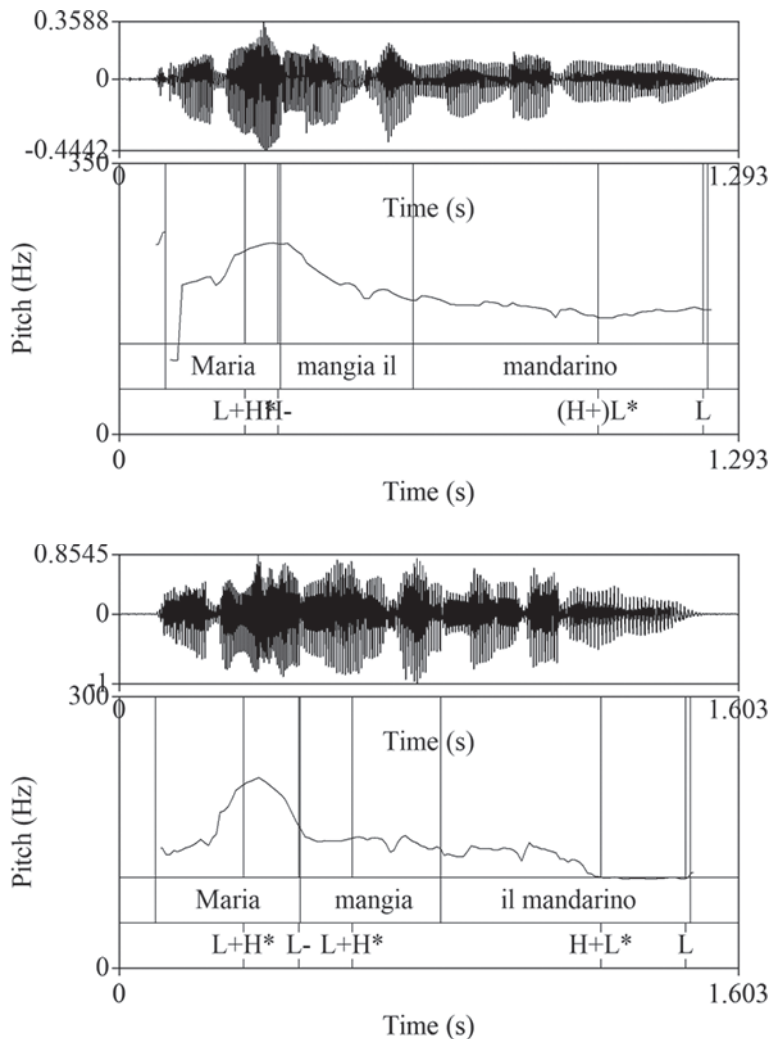 0.3588
0
-0.4442
350
0 1.293
Time (s)
Pitch (Hz)
Maria mangia il mandarino
L+H* H- (H+)L* L
0
0 1.293
Time (s)
0.8545
0
-1
300
0 1.603
Time (s)
Pitch (Hz)
Maria mangia il mandarino
L+H* L- L+H* H+L* L
0
0 1.603
Time (s)